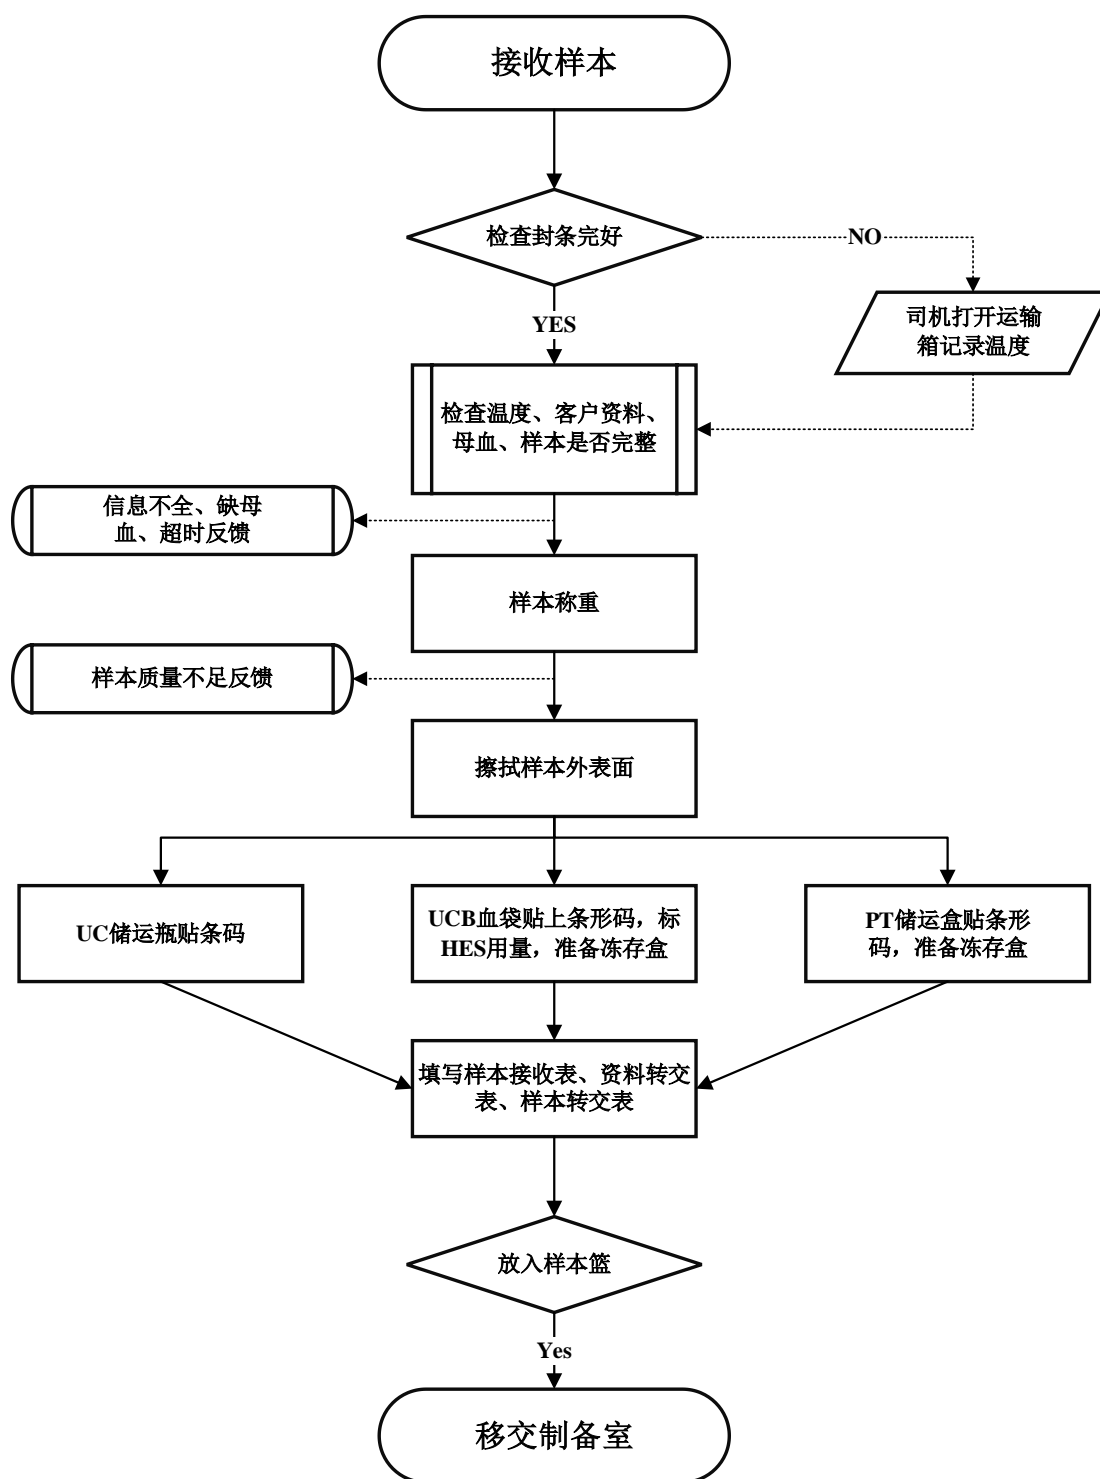 接收样本
检查封条完好
NO
司机打开运输
箱记录温度
YES
检查温度、客户资料、
母血、样本是否完整
信息不全、缺母
血、超时反馈
样本称重
样本质量不足反馈
擦拭样本外表面
UC储运瓶贴条码
UCB血袋贴上条形码，标
HES用量，准备冻存盒
PT储运盒贴条形
码，准备冻存盒
填写样本接收表、资料转交
表、样本转交表
放入样本篮
Yes
移交制备室